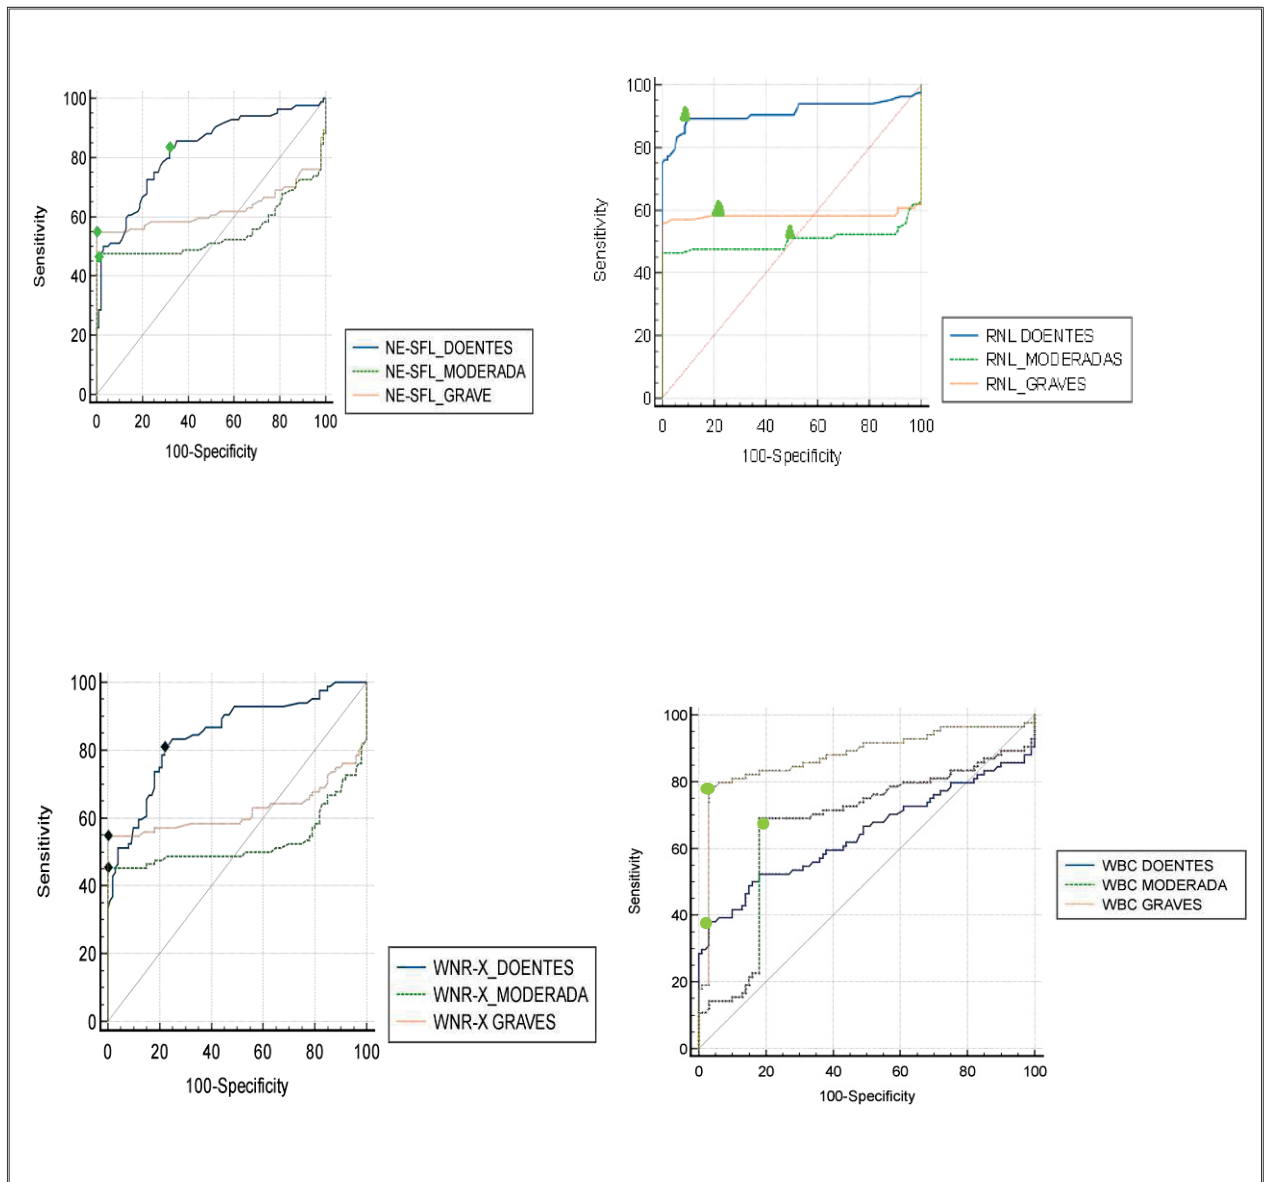 100
80
60
40
20
0
Sensitivity
0 20 40 60 80 100
100-Specificity
NE-SFL_DOENTES
NE-SFL_MODERADA
NE-SFL_GRAVE
100
80
60
40
20
0
Sensitivity
0 20 40 60 80 100
100-Specificity
RNL DOENTES
RNL_MODERADAS
RNL_GRAVES
100
80
60
40
20
0
Sensitivity
0 20 40 60 80 100
100-Specificity
WNR-X_DOENTES
WNR-X_MODERADA
WNR-X GRAVES
100
80
60
40
20
0
Sensitivity
0 20 40 60 80 100
100-Specificity
WBC DOENTES
WBC MODERADA
WBC GRAVES